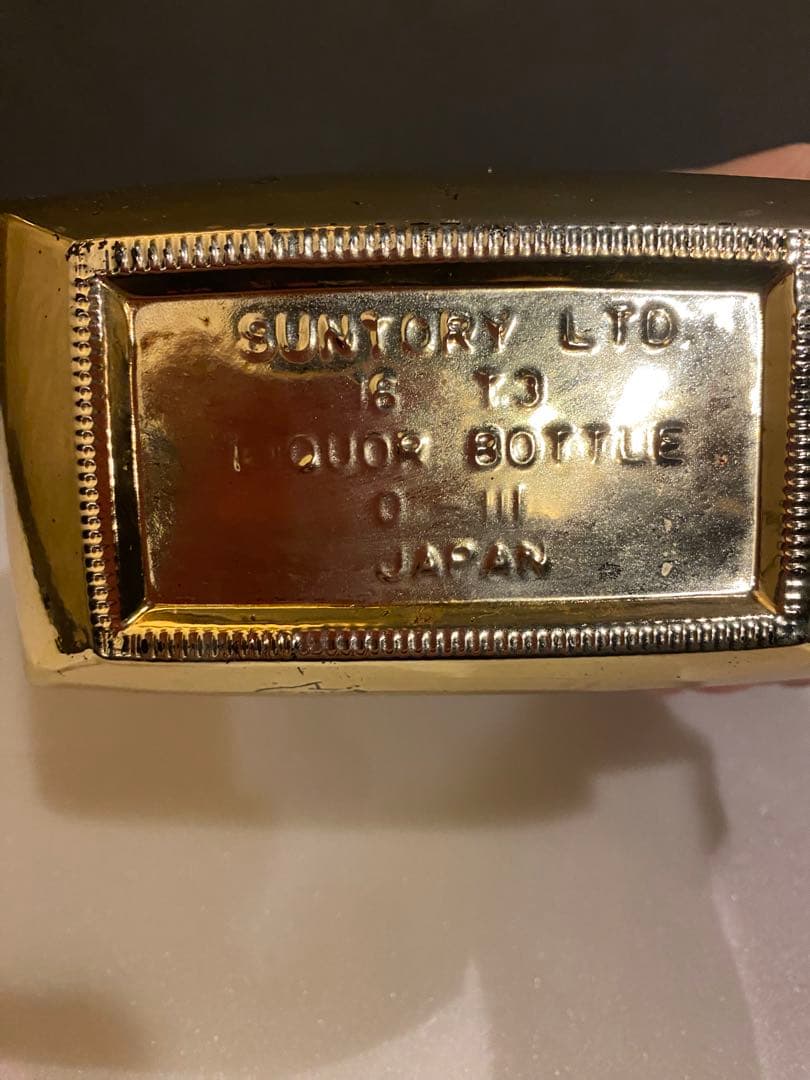 SUNTORY LTD.
16 T3
LIQUOR BOTTLE
0 III
JAPAN